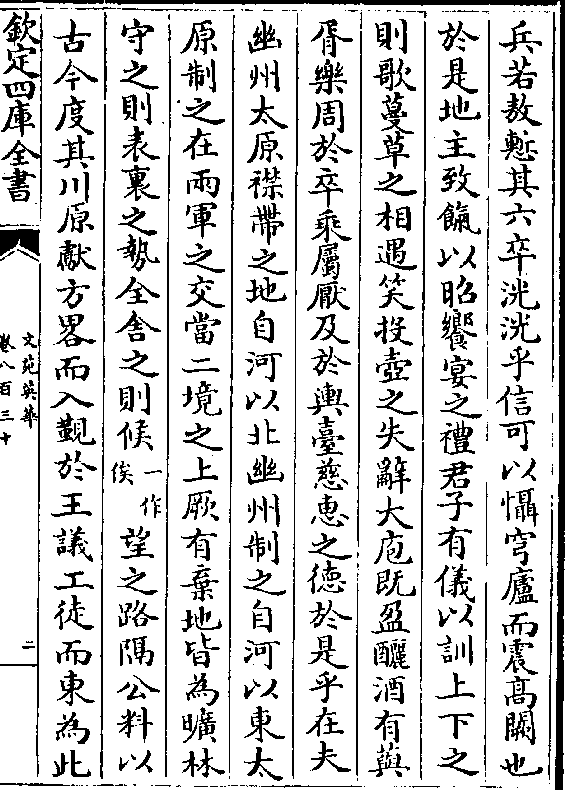 兵若敖慙其六卒洸洸乎信可以懾穹廬而震髙闕也
於是地主致餼以昭饗宴之禮君子有儀以訓上下之
則歌蔓草之相遇笑投壺之失辭大庖既盈釃酒有藇
胥樂周於卒乘屬厭及於輿臺慈惠之德於是乎在夫
幽州太原襟帶之地自河以北幽州制之自河以東太
原制之在兩軍之交當二境之上厥有棄地皆為曠林
守之則表裏之勢全舍之則候一作俟望之路隔公料以
古今度其川原獻方畧而入覲於王議工徒而東為此
欽定四庫全書
文苑英華
卷八百三十
二